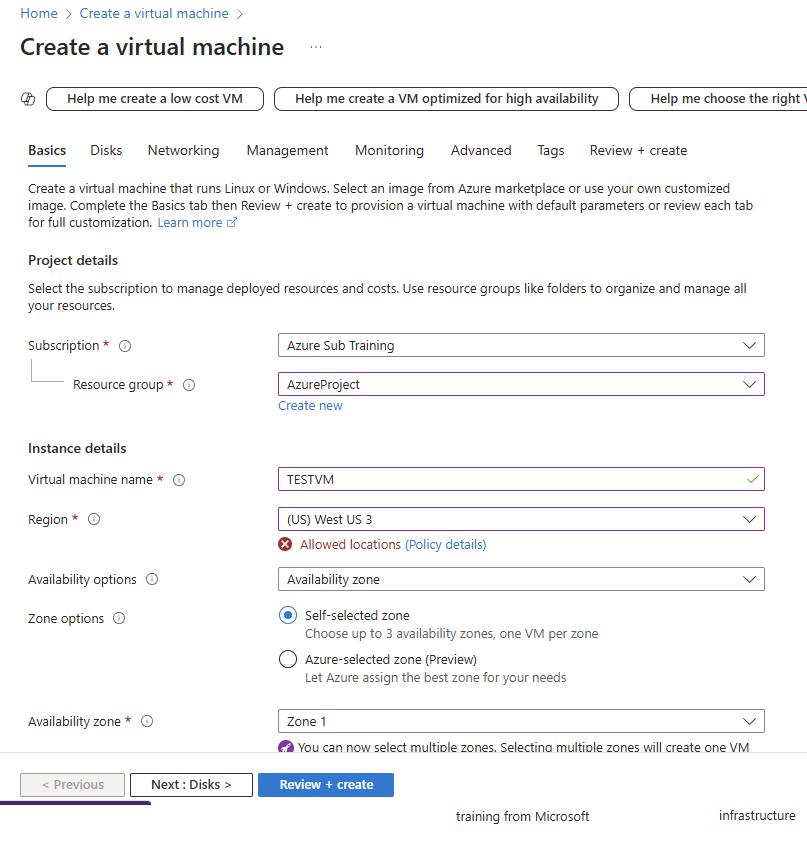 Home > Create a virtual machine >
Create a virtual machine ...
Help me create a low cost VM
Help me create a VM optimized for high availability
Help me choose the right V
Basics Disks Networking Management Monitoring Advanced Tags Review + create
Create a virtual machine that runs Linux or Windows. Select an image from Azure marketplace or use your own customized
image. Complete the Basics tab then Review + create to provision a virtual machine with default parameters or review each tab
for full customization. Learn more
Project details
Select the subscription to manage deployed resources and costs. Use resource groups like folders to organize and manage all
your resources.
Subscription * Azure Sub Training
Resource group * AzureProject
Create new
Instance details
Virtual machine name * TESTVM
Region * (US) West US 3
Allowed locations (Policy details)
Availability options Availability zone
Zone options Self-selected zone
Choose up to 3 availability zones, one VM per zone
Azure-selected zone (Preview)
Let Azure assign the best zone for your needs
Availability zone * Zone 1
You can now select multiple zones. Selecting multiple zones will create one VM
< Previous Next : Disks > Review + create
training from Microsoft infrastructure